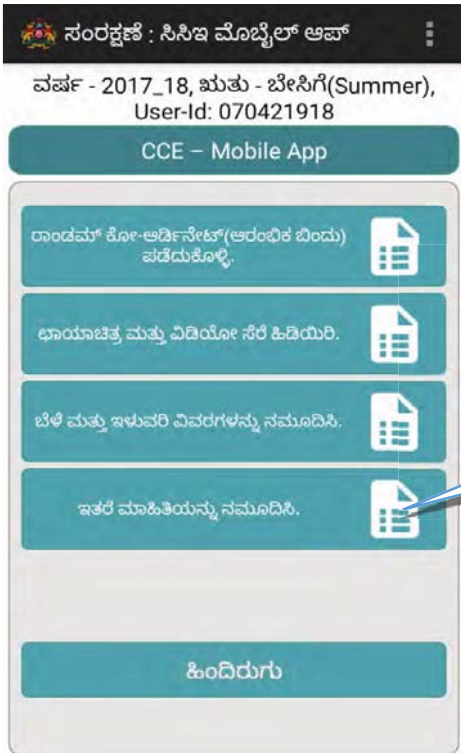 ಸಂರಕ್ಷಣೆ : ಸಿಸಿಇ ಮೊಬೈಲ್ ಆಪ್
ವರ್ಷ - 2017_18, ಋತು - ಬೇಸಿಗೆ(Summer),
User-Id: 070421918
CCE – Mobile App
ರಾಂಡಮ್ ಕೋ-ಆರ್ಡಿನೇಟ್(ಆರಂಭಿಕ ಬಿಂದು)
ಪಡೆದುಕೊಳ್ಳಿ.
ಛಾಯಾಚಿತ್ರ ಮತ್ತು ವಿಡಿಯೋ ಸೆರೆ ಹಿಡಿಯಿರಿ.
ಬೆಳೆ ಮತ್ತು ಇಳುವರಿ ವಿವರಗಳನ್ನು ನಮೂದಿಸಿ.
ಇತರೆ ಮಾಹಿತಿಯನ್ನು ನಮೂದಿಸಿ.
ಹಿಂದಿರುಗು